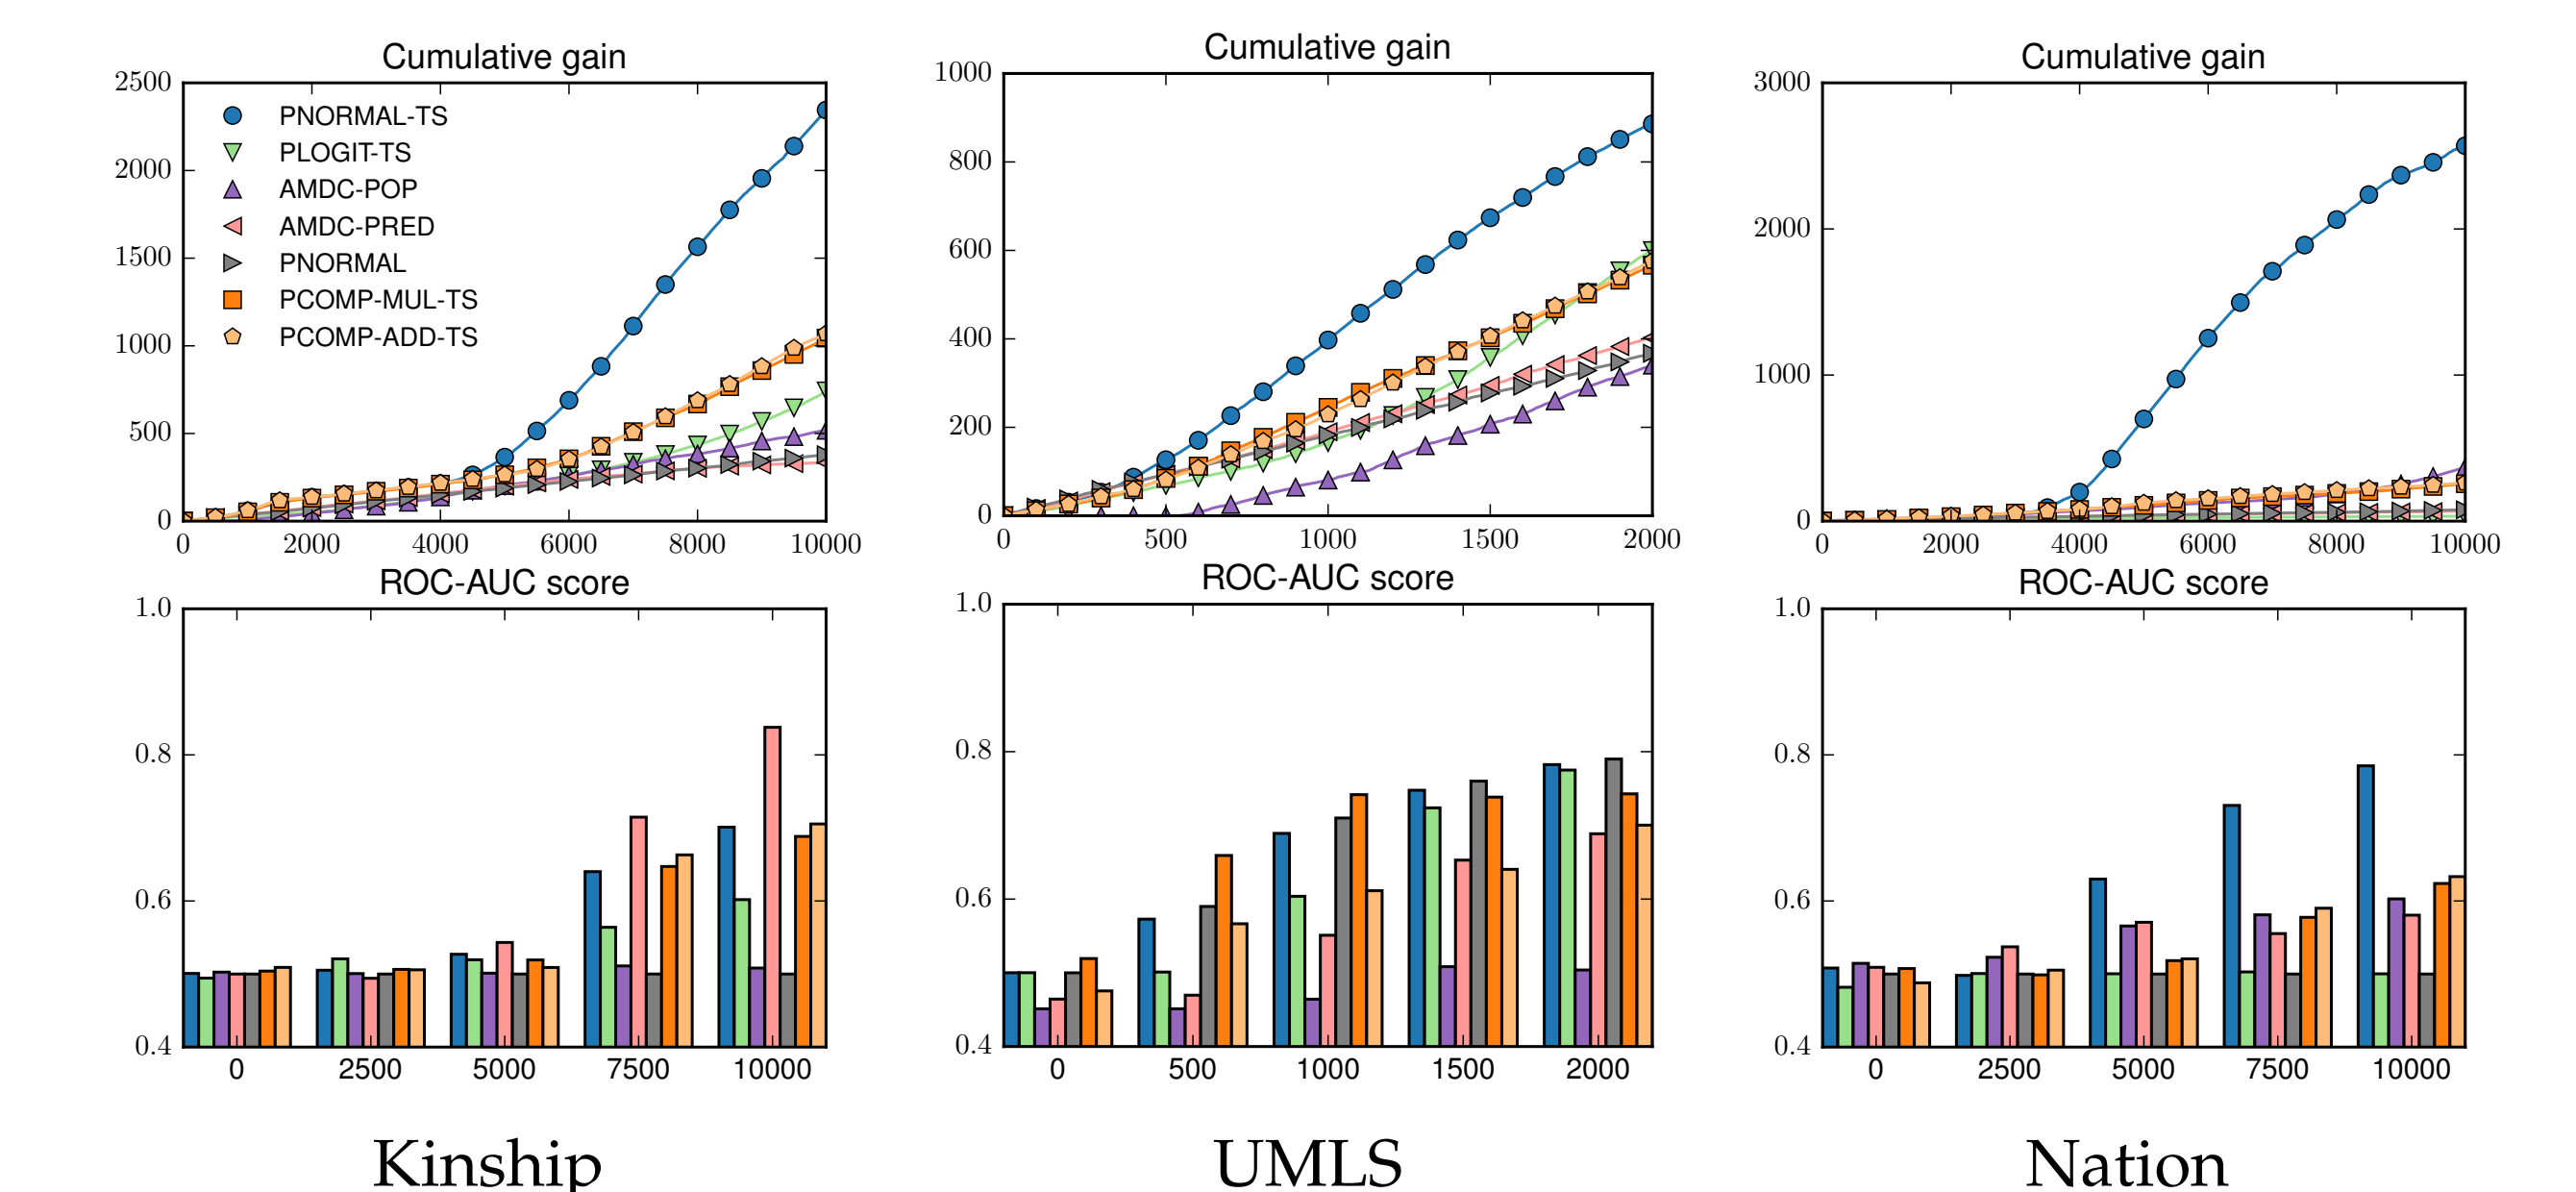 Cumulative gain
2500
2000
1500
1000
500
0
PNORMAL-TS
PLOGIT-TS
AMDC-POP
AMDC-PRED
PNORMAL
PCOMP-MUL-TS
PCOMP-ADD-TS
0 2000 4000 6000 8000 10000
Cumulative gain
1000
800
600
400
200
0
0 500 1000 1500 2000
Cumulative gain
3000
2000
1000
0
0 2000 4000 6000 8000 10000
ROC-AUC score
1.0
0.8
0.6
0.4
0 2500 5000 7500 10000
ROC-AUC score
1.0
0.8
0.6
0.4
0 500 1000 1500 2000
ROC-AUC score
1.0
0.8
0.6
0.4
0 2500 5000 7500 10000
Kinship UMLS Nation